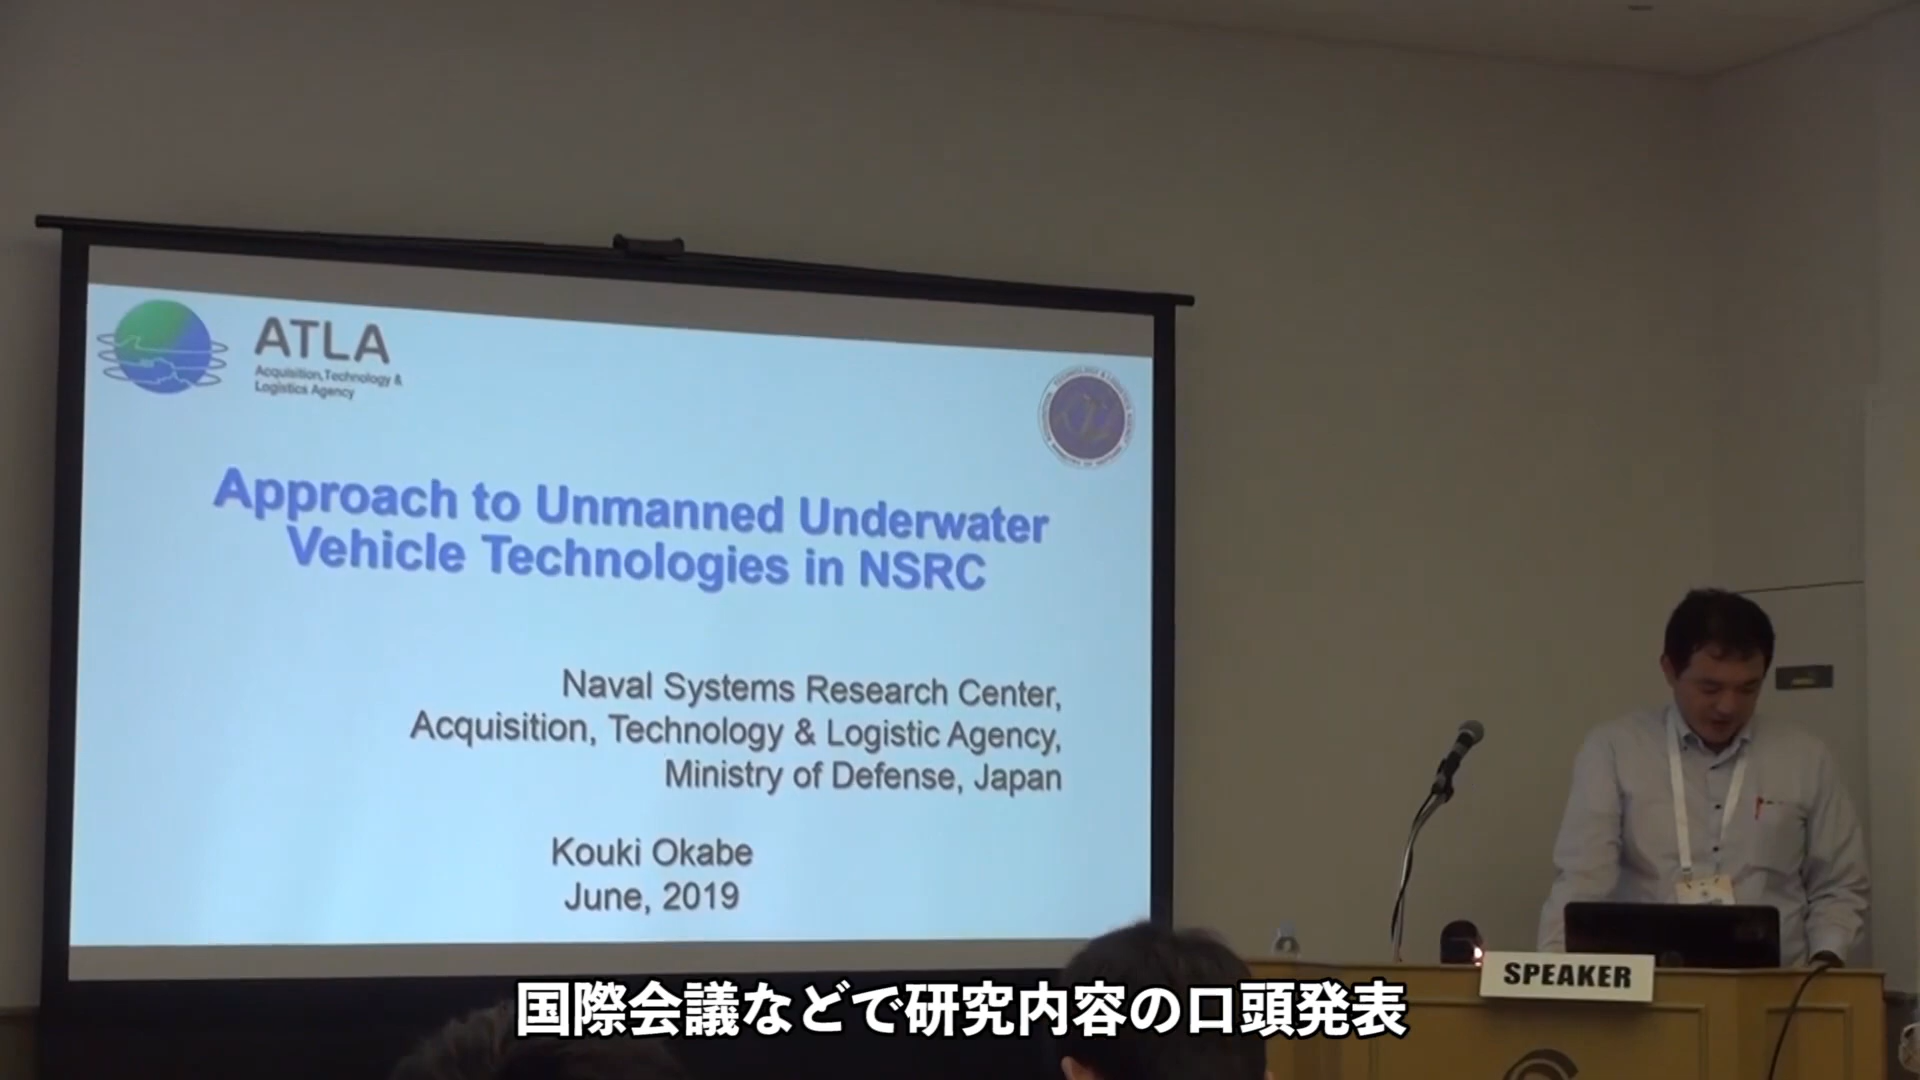 ATLA
Acquisition, Technology &
Logistics Agency
Approach to Unmanned Underwater
Vehicle Technologies in NSRC
Naval Systems Research Center,
Acquisition, Technology & Logistic Agency,
Ministry of Defense, Japan
Kouki Okabe
June, 2019
SPEAKER
国際会議などで研究内容の口頭発表